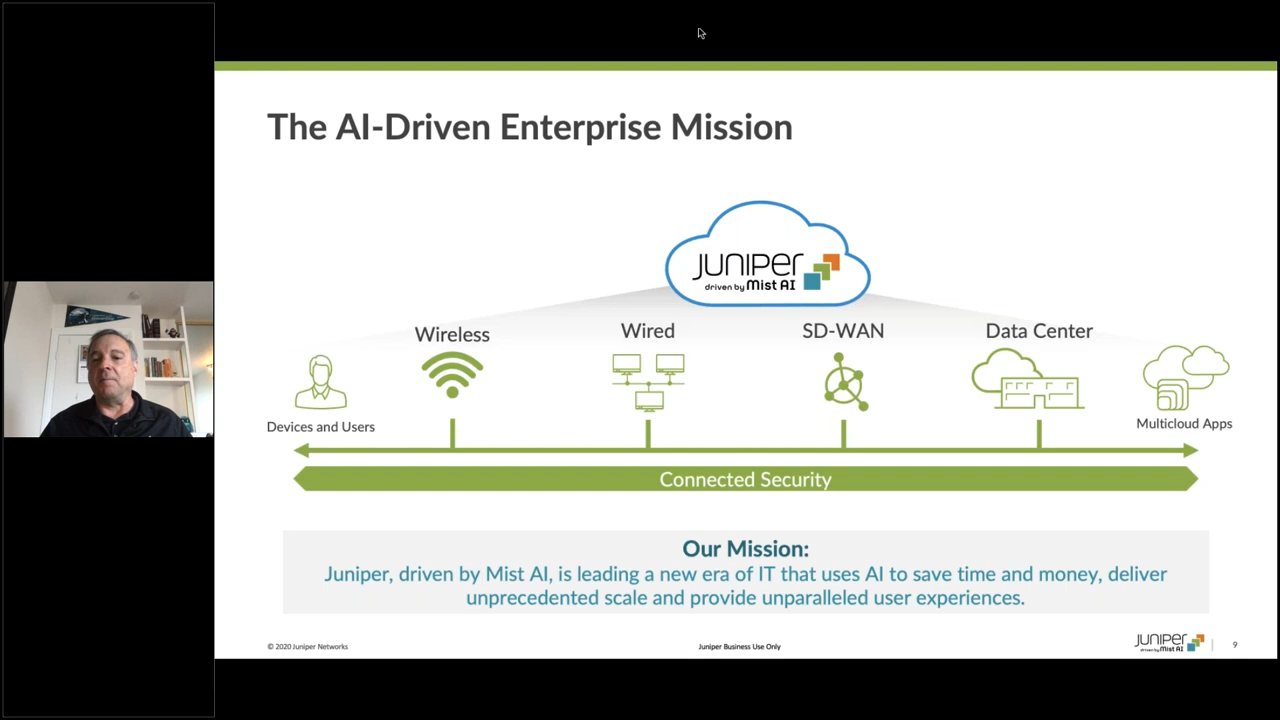 The AI-Driven Enterprise Mission
JUNIPER
driven by Mist AI
Wireless
Wired
SD-WAN
Data Center
Devices and Users
Multicloud Apps
Connected Security
Our Mission:
Juniper, driven by Mist AI, is leading a new era of IT that uses AI to save time and money, deliver
unprecedented scale and provide unparalleled user experiences.
© 2020 Juniper Networks
Juniper Business Use Only
JUNIPER
driven by Mist AI
9